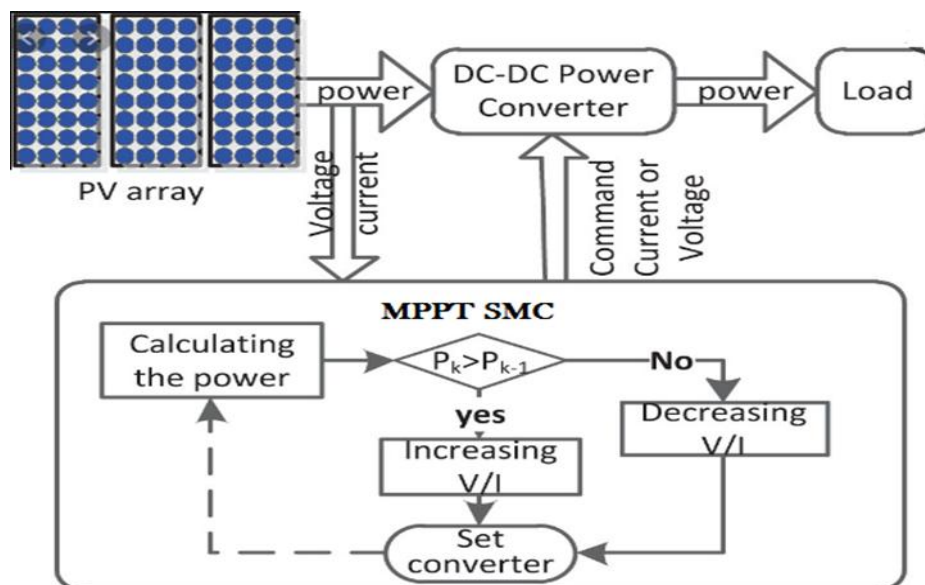 power
DC-DC Power
Converter
power
Load
PV array
Voltage
current
Command
Current or
Voltage
MPPT SMC
Calculating
the power
Pₖ>Pₖ₋₁
No
yes
Decreasing
V/I
Increasing
V/I
Set
converter